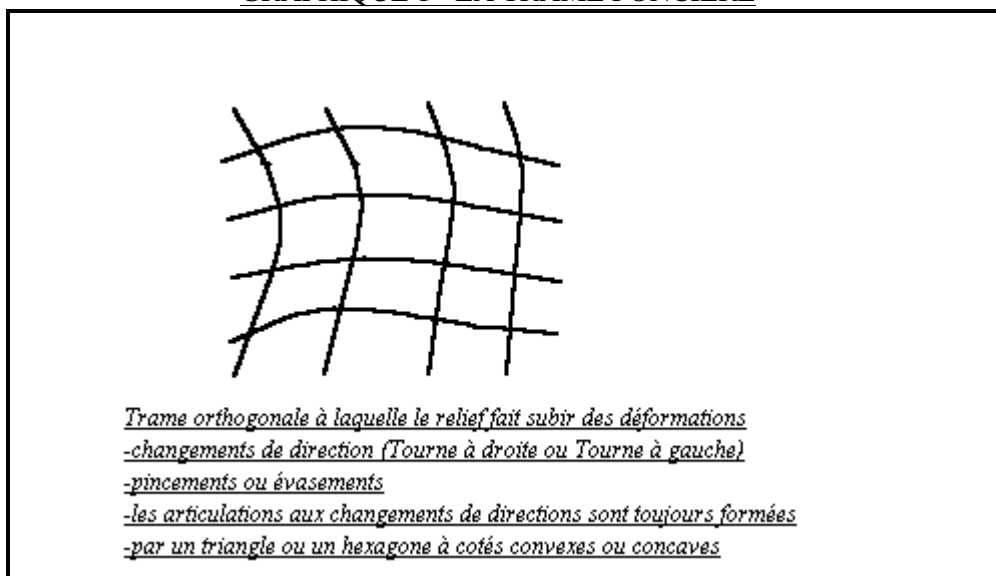 Trame orthogonale à laquelle le relief fait subir des déformations
-changements de direction (Tourne à droite ou Tourne à gauche)
-pincements ou évasements
-les articulations aux changements de directions sont toujours formées
-par un triangle ou un hexagone à cotés convexes ou concaves